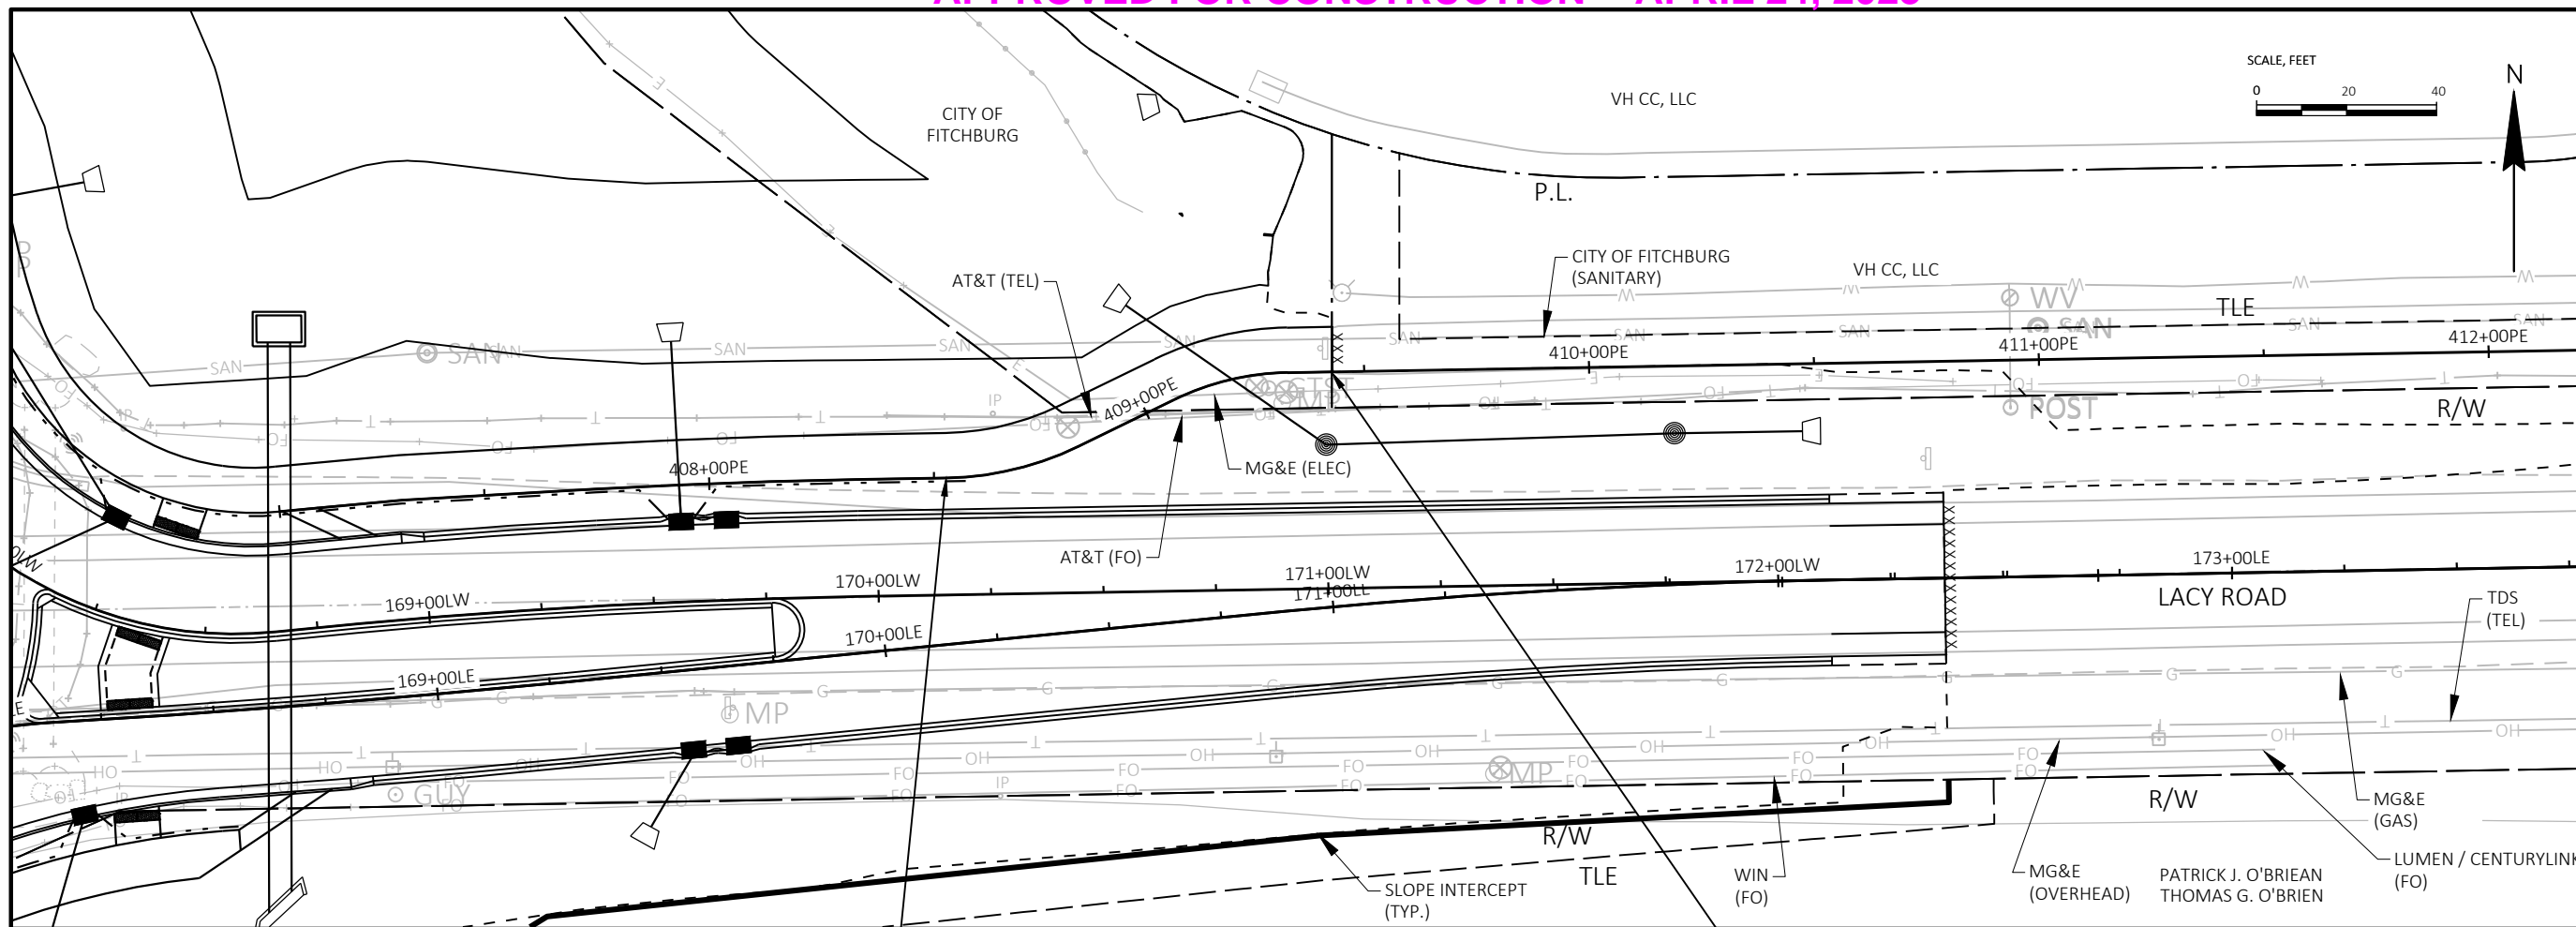 SCALE, FEET
0 20 40
N
VH CC, LLC
CITY OF
FITCHBURG
P.L.
CITY OF FITCHBURG
(SANITARY)
VH CC, LLC
AT&T (TEL)
WV
TLE
SAN
SAN
412+00PE
411+00PE
410+00PE
409+00PE
POST
R/W
IP
MG&E (ELEC)
408+00PE
AT&T (FO)
173+00LE
172+00LW
171+00LW
171+00LE
170+00LW
169+00LW
LACY ROAD
TDS
(TEL)
170+00LE
169+00LE
MP
MP
GUY
IP
R/W
MG&E
(GAS)
R/W
TLE
SLOPE INTERCEPT
(TYP.)
WIN
(FO)
MG&E
(OVERHEAD)
PATRICK J. O'BRIEAN
THOMAS G. O'BRIEN
LUMEN / CENTURYLINK
(FO)